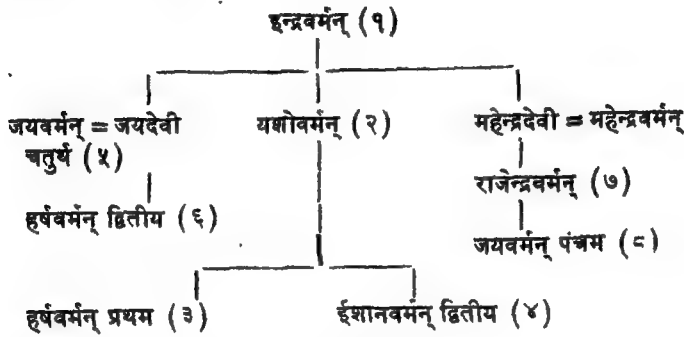 इन्द्रवर्मन् (१)
जयवर्मन् = जयदेवी यशोवर्मन् (२) महेन्द्रदेवी = महेन्द्रवर्मन्
चतुर्थ (५)
राजेन्द्रवर्मन् (७)
हर्षवर्मन् द्वितीय (६)
जयवर्मन् पंचम (८)
हर्षवर्मन् प्रथम (३) ईशानवर्मन् द्वितीय (४)